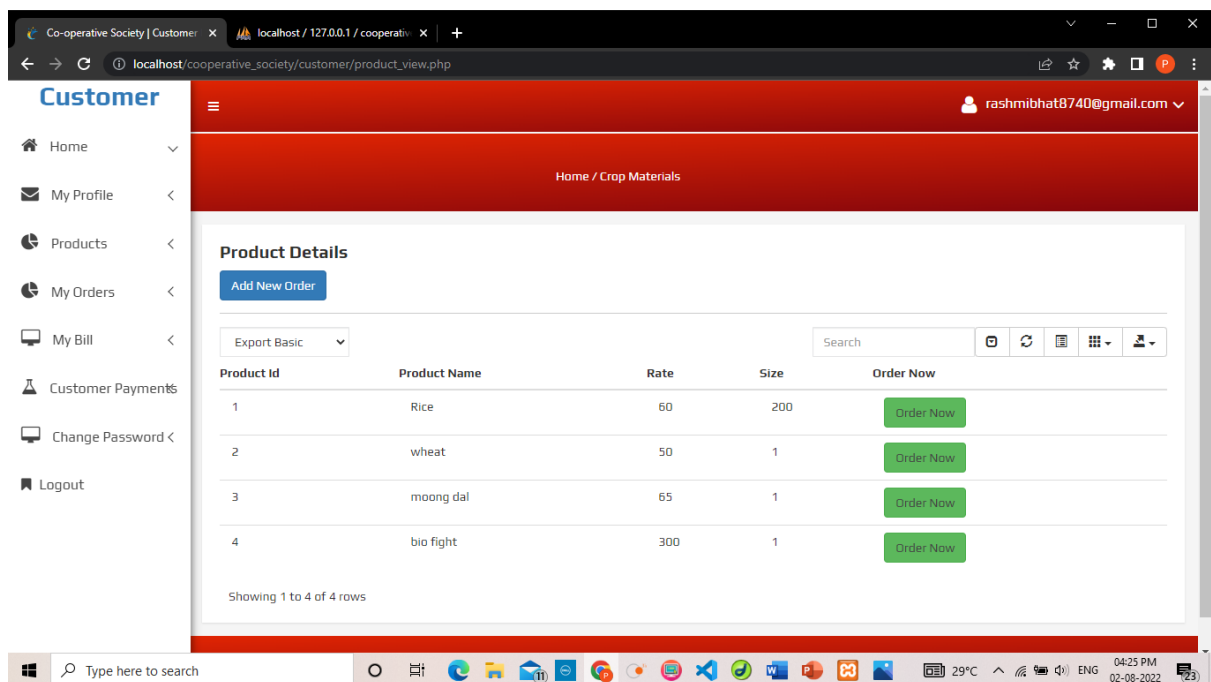 Co-operative Society | Customer
localhost / 127.0.0.1 / cooperativ
localhost/cooperative_society/customer/product_view.php
P
Customer
rashmibhat8740@gmail.com
Home
My Profile
Products
My Orders
My Bill
Customer Payments
Change Password
Logout
Home / Crop Materials
Product Details
Add New Order
Export Basic
Search
Product Id Product Name Rate Size Order Now
1 Rice 60 200 Order Now
2 wheat 50 1 Order Now
3 moong dal 65 1 Order Now
4 bio fight 300 1 Order Now
Showing 1 to 4 of 4 rows
Type here to search
11
29°C
ENG
04:25 PM
02-08-2022
23